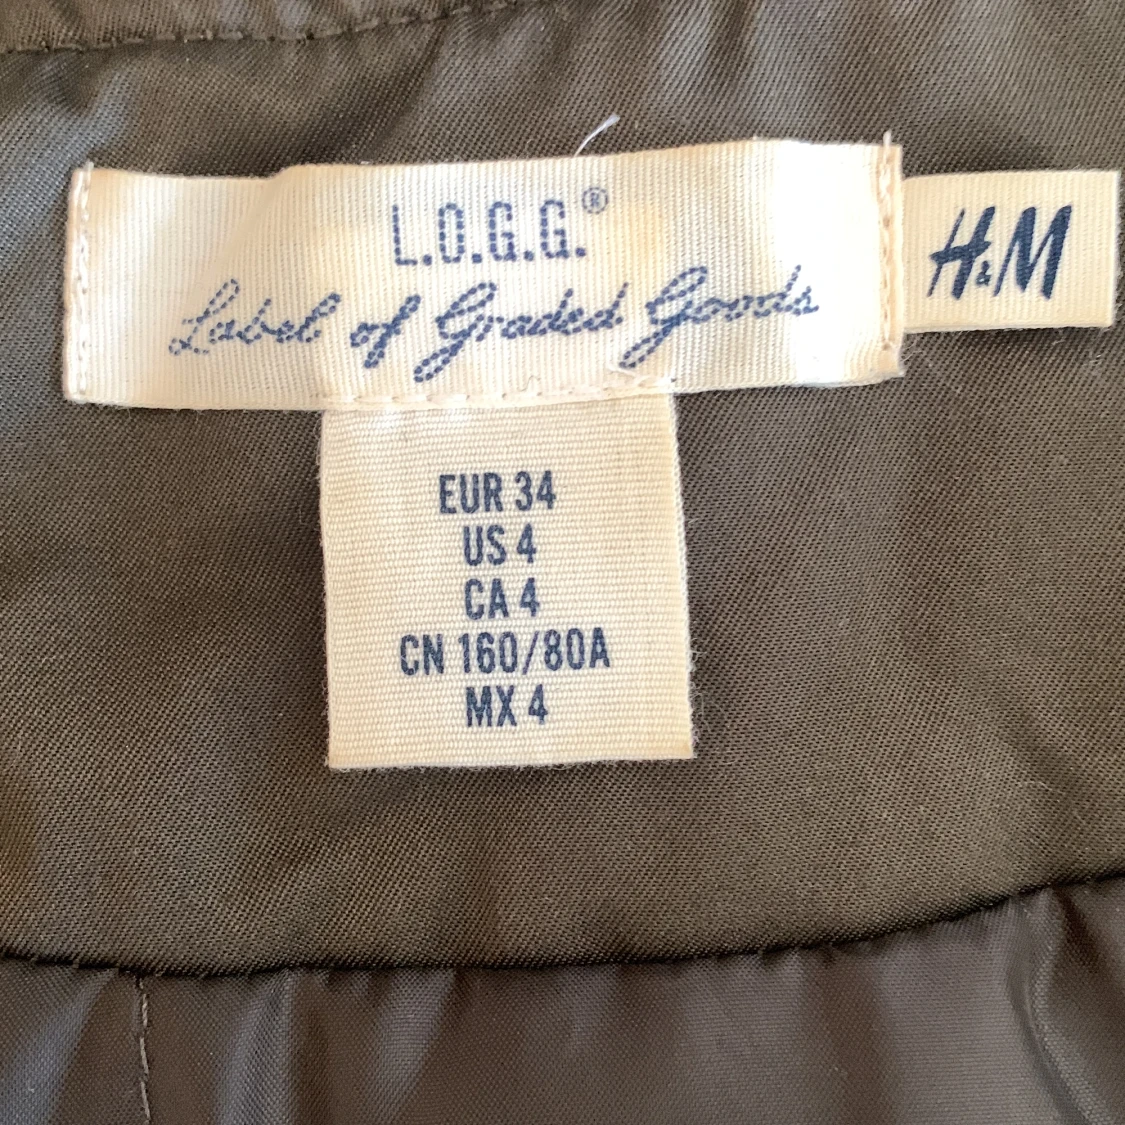 L.O.G.G.®
Label of Graded Goods
H&M
EUR 34
US 4
CA 4
CN 160/80A
MX 4